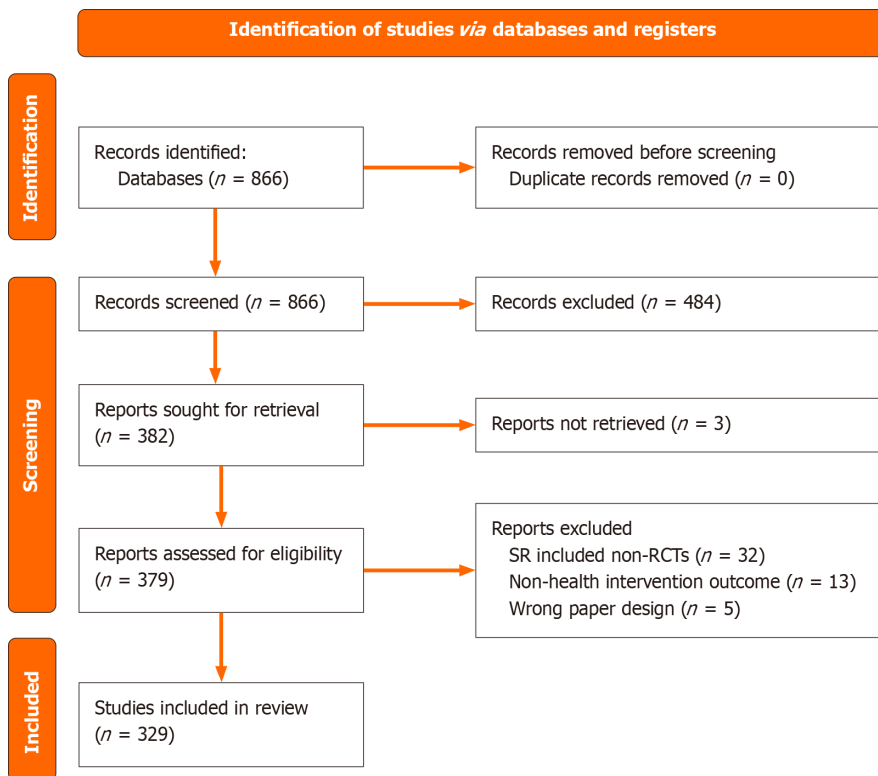 Identification of studies via databases and registers
Identification
Records identified:
Databases (n = 866)
Records removed before screening
Duplicate records removed (n = 0)
Screening
Records screened (n = 866)
Records excluded (n = 484)
Reports sought for retrieval
(n = 382)
Reports not retrieved (n = 3)
Reports assessed for eligibility
(n = 379)
Reports excluded
SR included non-RCTs (n = 32)
Non-health intervention outcome (n = 13)
Wrong paper design (n = 5)
Included
Studies included in review
(n = 329)